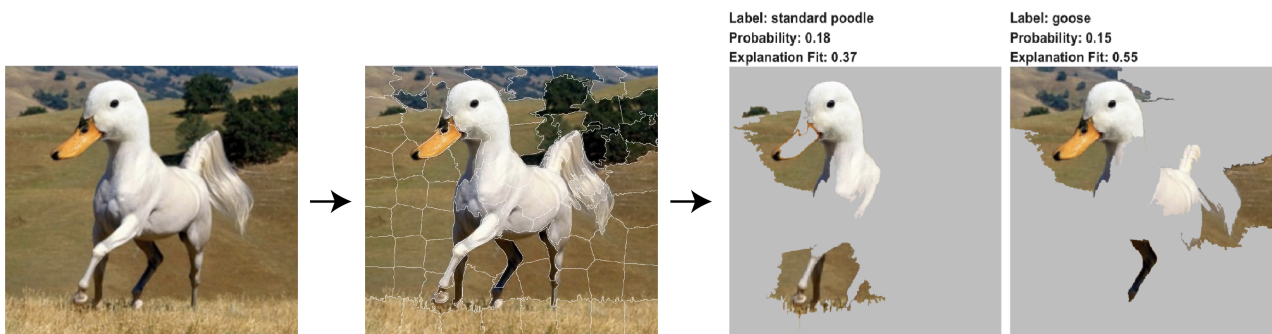 Label: standard poodle
Probability: 0.18
Explanation Fit: 0.37
Label: goose
Probability: 0.15
Explanation Fit: 0.55